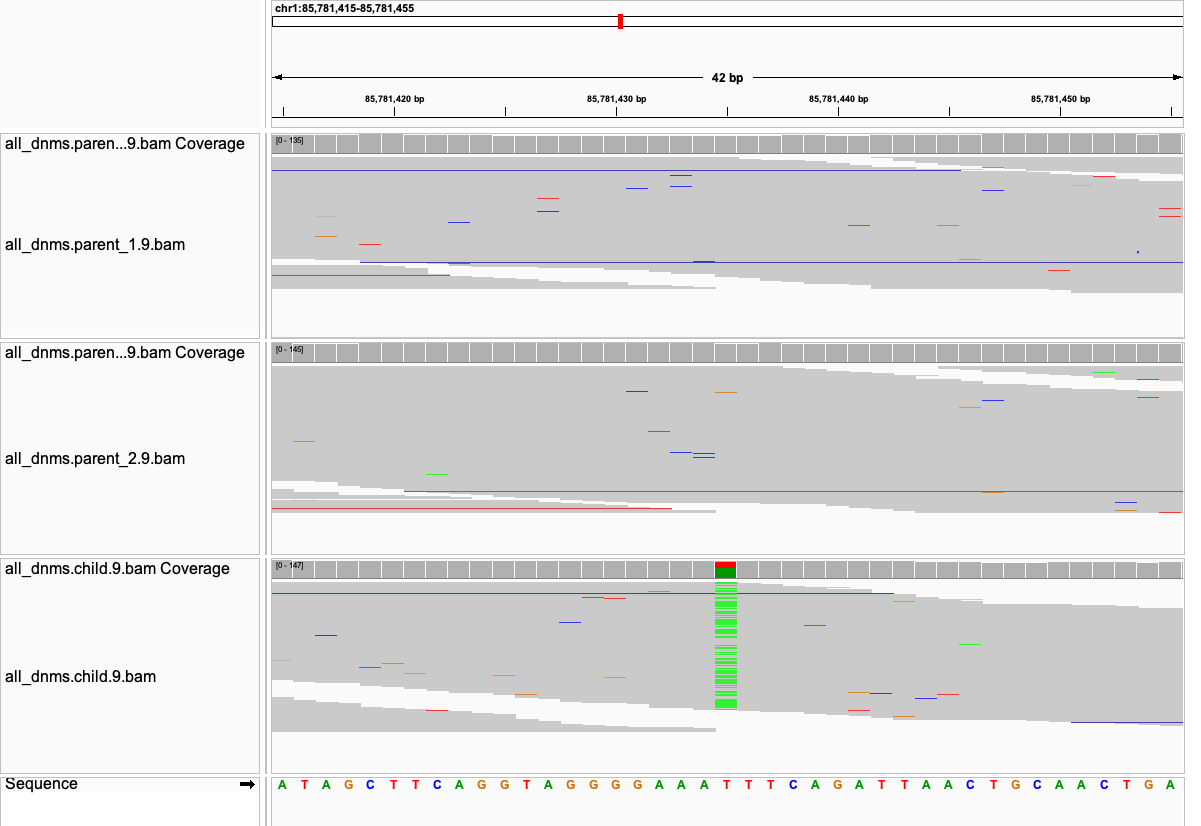 chr1:85,781,415-85,781,455
42 bp
85,781,420 bp 85,781,430 bp 85,781,440 bp 85,781,450 bp
all_dnms.paren...9.bam Coverage
[0 - 135]
all_dnms.parent_1.9.bam
all_dnms.paren...9.bam Coverage
[0 - 145]
all_dnms.parent_2.9.bam
all_dnms.child.9.bam Coverage
[0 - 147]
all_dnms.child.9.bam
Sequence A T A G C T T C A G G T A G G G G A A A T T T C A G A T T A A C T G C A A C T G A